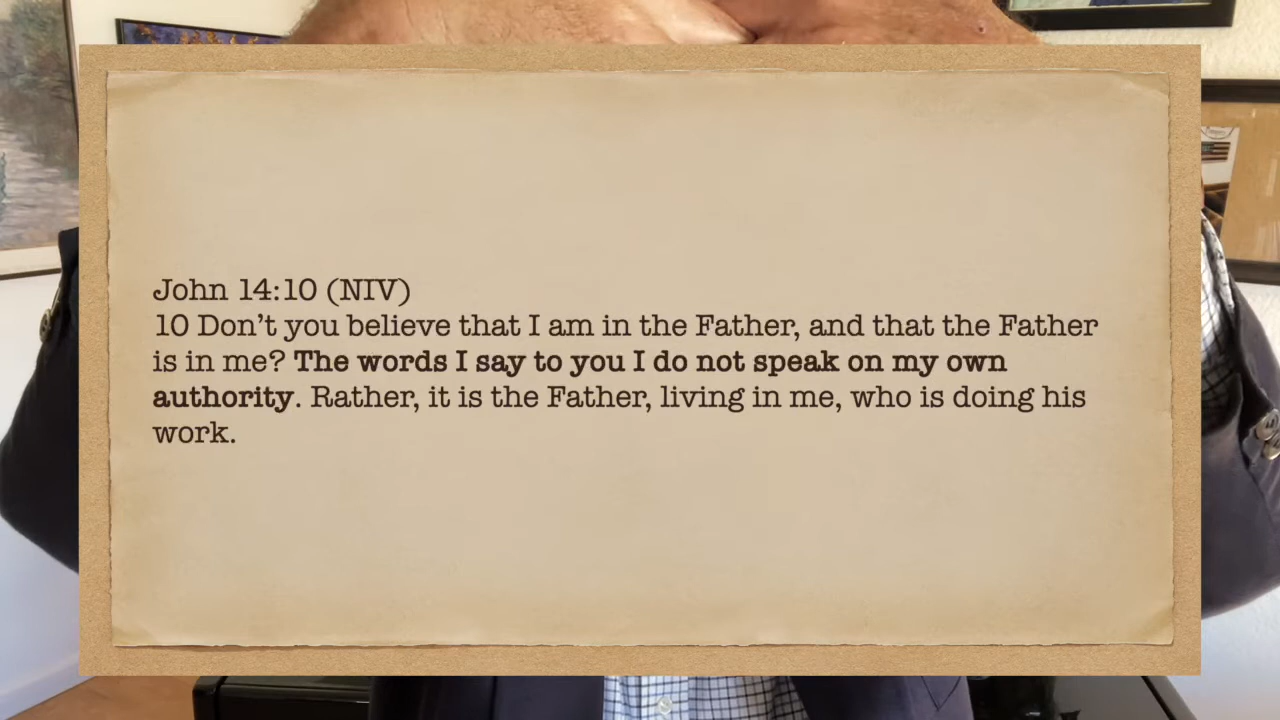 John 14:10 (NIV)
10 Don’t you believe that I am in the Father, and that the Father
is in me? The words I say to you I do not speak on my own
authority. Rather, it is the Father, living in me, who is doing his
work.